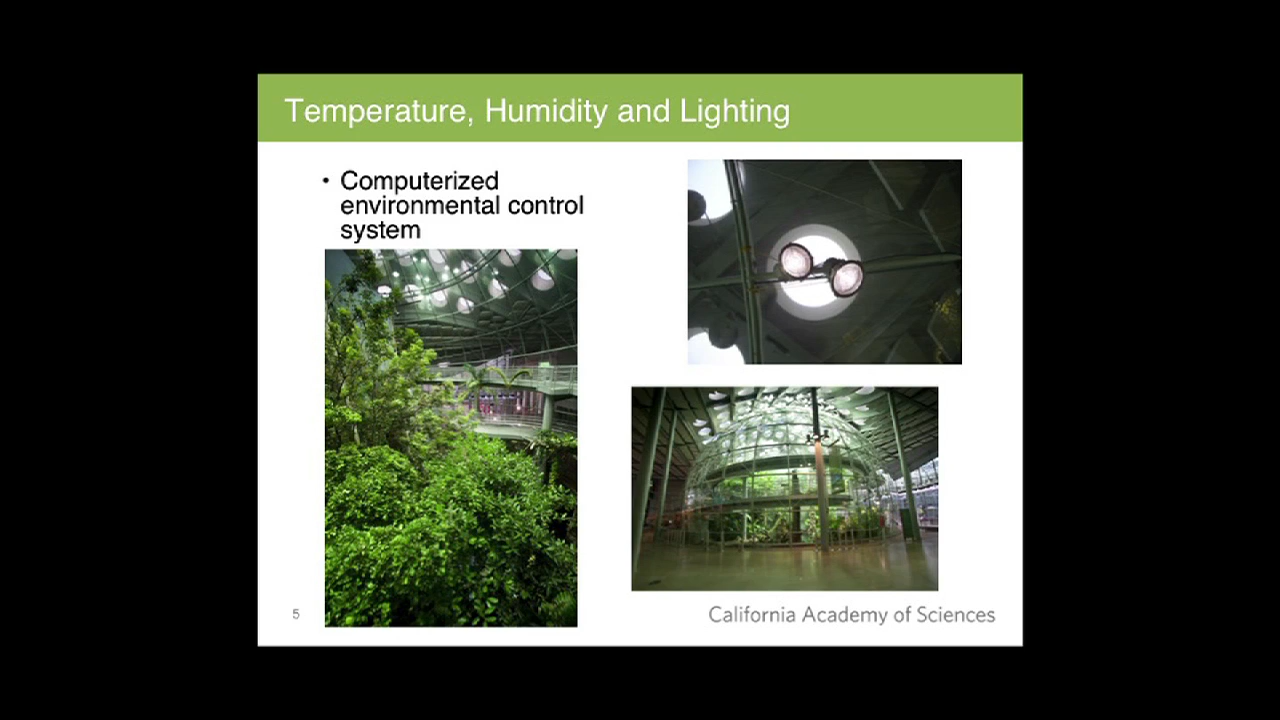 Temperature, Humidity and Lighting
• Computerized
environmental control
system
5
California Academy of Sciences